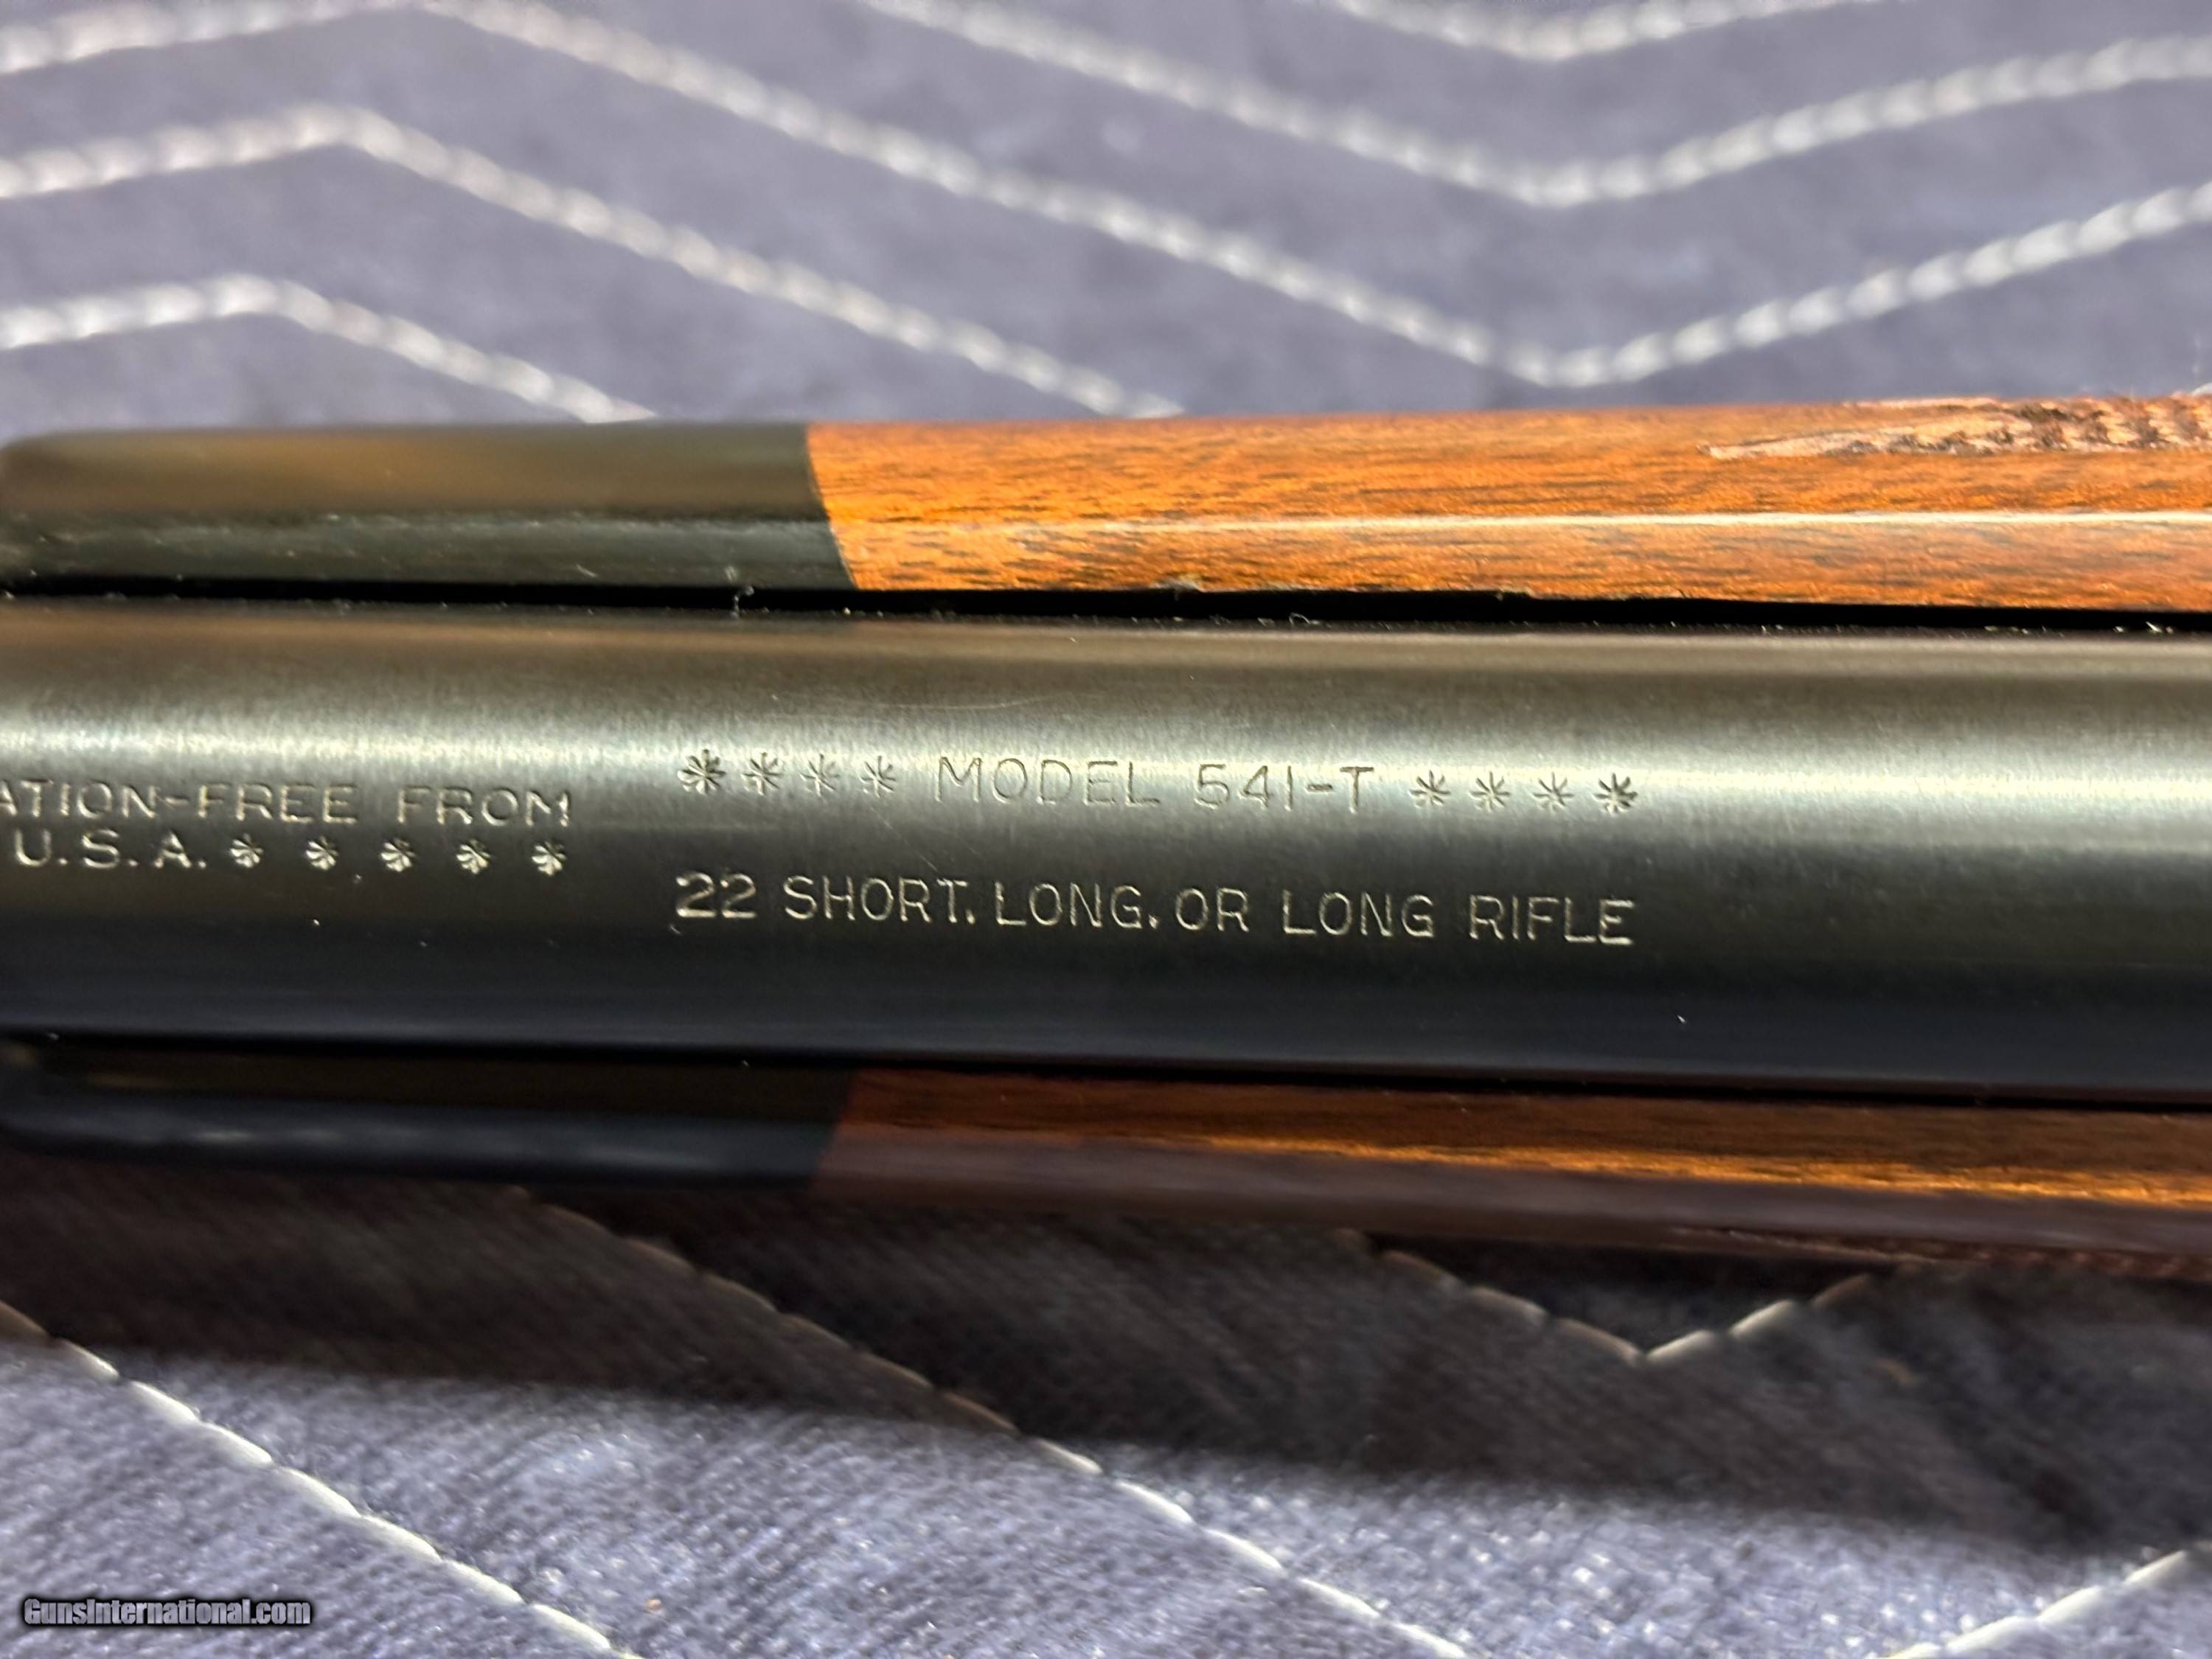 ATION-FREE FROM
U.S.A. * * * * *
* * * * MODEL 541-T * * * *
22 SHORT. LONG. OR LONG RIFLE
GunsInternational.com